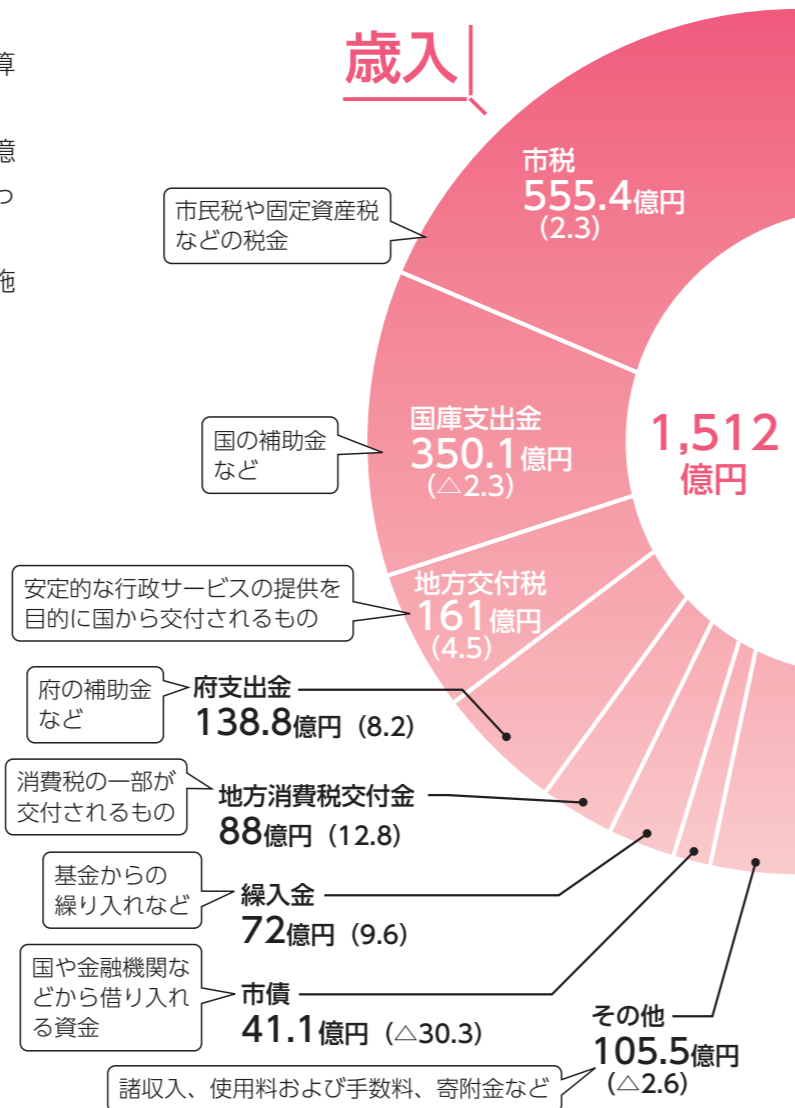 算
億
つ
施
歳入
市税
555.4億円
(2.3)
市民税や固定資産税
などの税金
国庫支出金
350.1億円
(△2.3)
国の補助金
など
1,512
億円
地方交付税
161億円
(4.5)
安定的な行政サービスの提供を
目的に国から交付されるもの
府の補助金
など
府支出金
138.8億円 (8.2)
消費税の一部が
交付されるもの
地方消費税交付金
88億円 (12.8)
基金からの
繰り入れなど
繰入金
72億円 (9.6)
国や金融機関な
どから借り入れ
る資金
市債
41.1億円 (△30.3)
その他
105.5億円
(△2.6)
諸収入、使用料および手数料、寄附金など